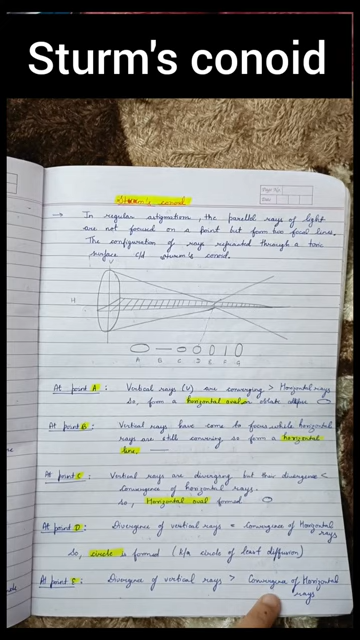 Sturm's conoid
Page No.
Date
Sturm's conoid
→ In regular astigmatism, the parallel rays of light
are not focused on a point but form two focal lines.
The configuration of rays refracted through a toric
surface c/d sturm's conoid.
V
H
A B C D E F G
At point A: Vertical rays (V) are converging > Horizontal rays
So, form a horizontal oval or oblate
At point B: Vertical rays have come to focus while horizontal
rays are still converging so form a horizontal
line.
At point C: Vertical rays are diverging but their divergence <
convergence of horizontal rays.
So, Horizontal oval formed
At point D: Divergence of vertical rays = Convergence of Horizontal
rays
So, circle is formed (k/a circle of least diffusion)
At point E: Divergence of vertical rays > Convergence of Horizontal
rays